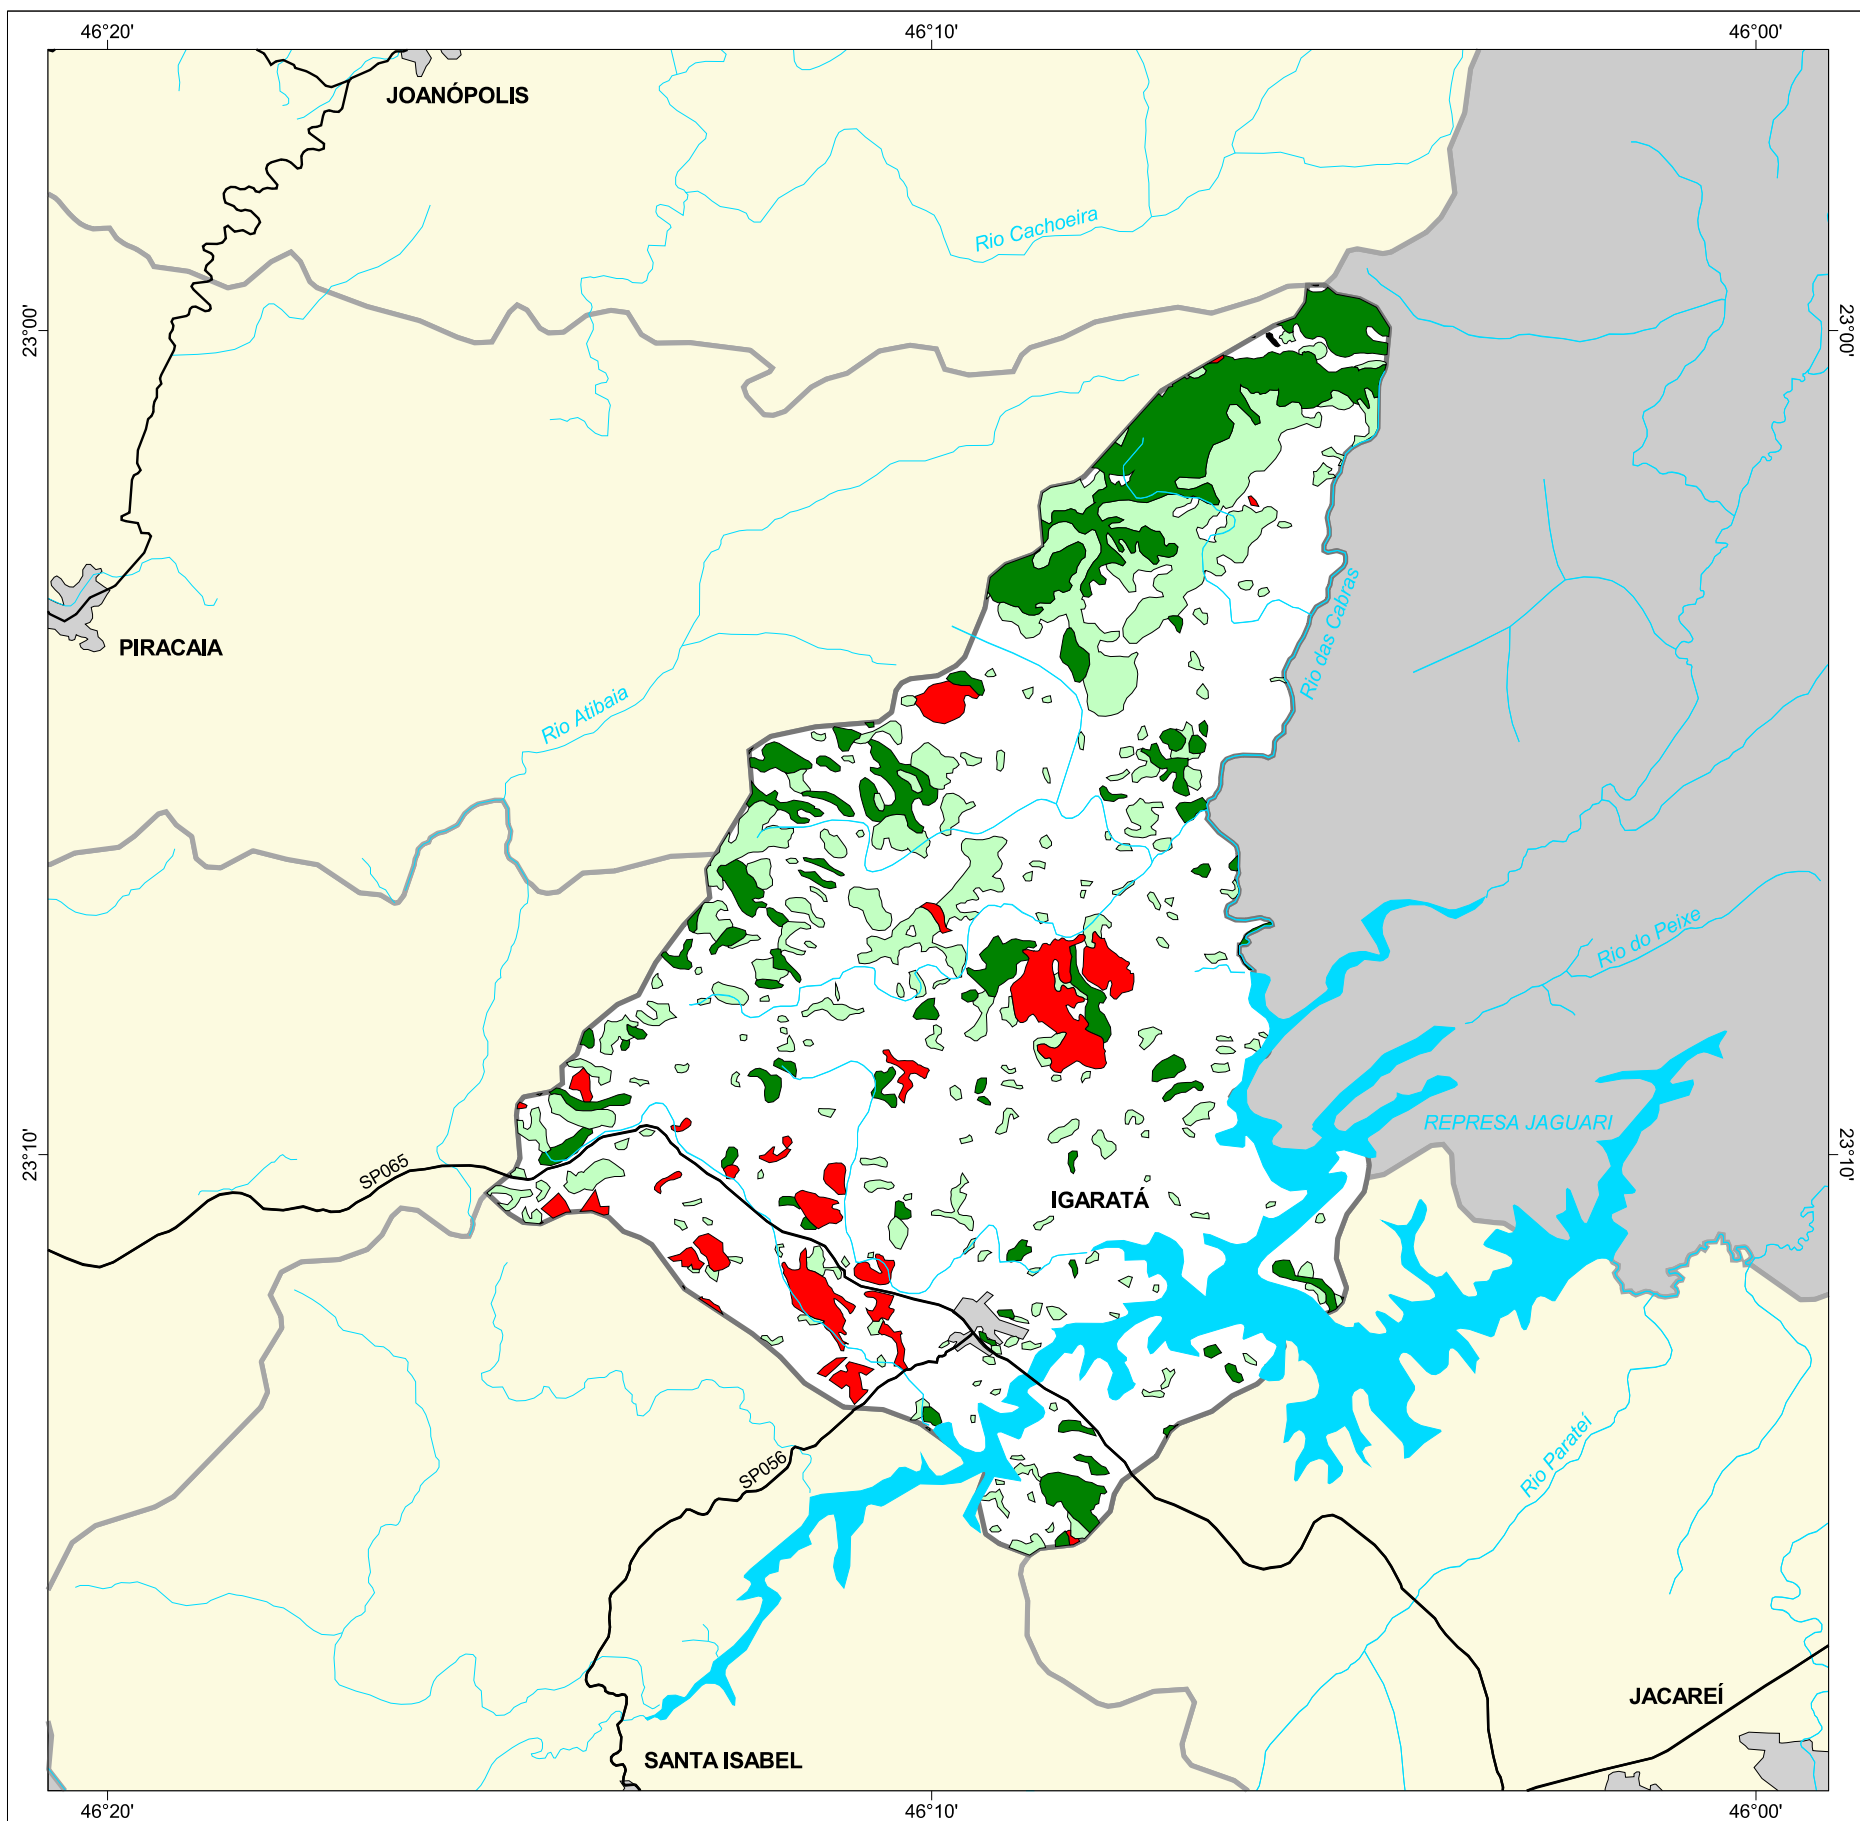 46°20'
46°10'
46°00'
JOANÓPOLIS
Rio Cachoeira
23°00'
23°00'
Rio das Cabras
PIRACAIA
Rio Atibaia
Rio do Peixe
REPRESA JAGUARI
23°10'
23°10'
SP065
IGARATÁ
Rio Parateí
SP056
JACAREÍ
SANTA ISABEL
46°20'
46°10'
46°00'